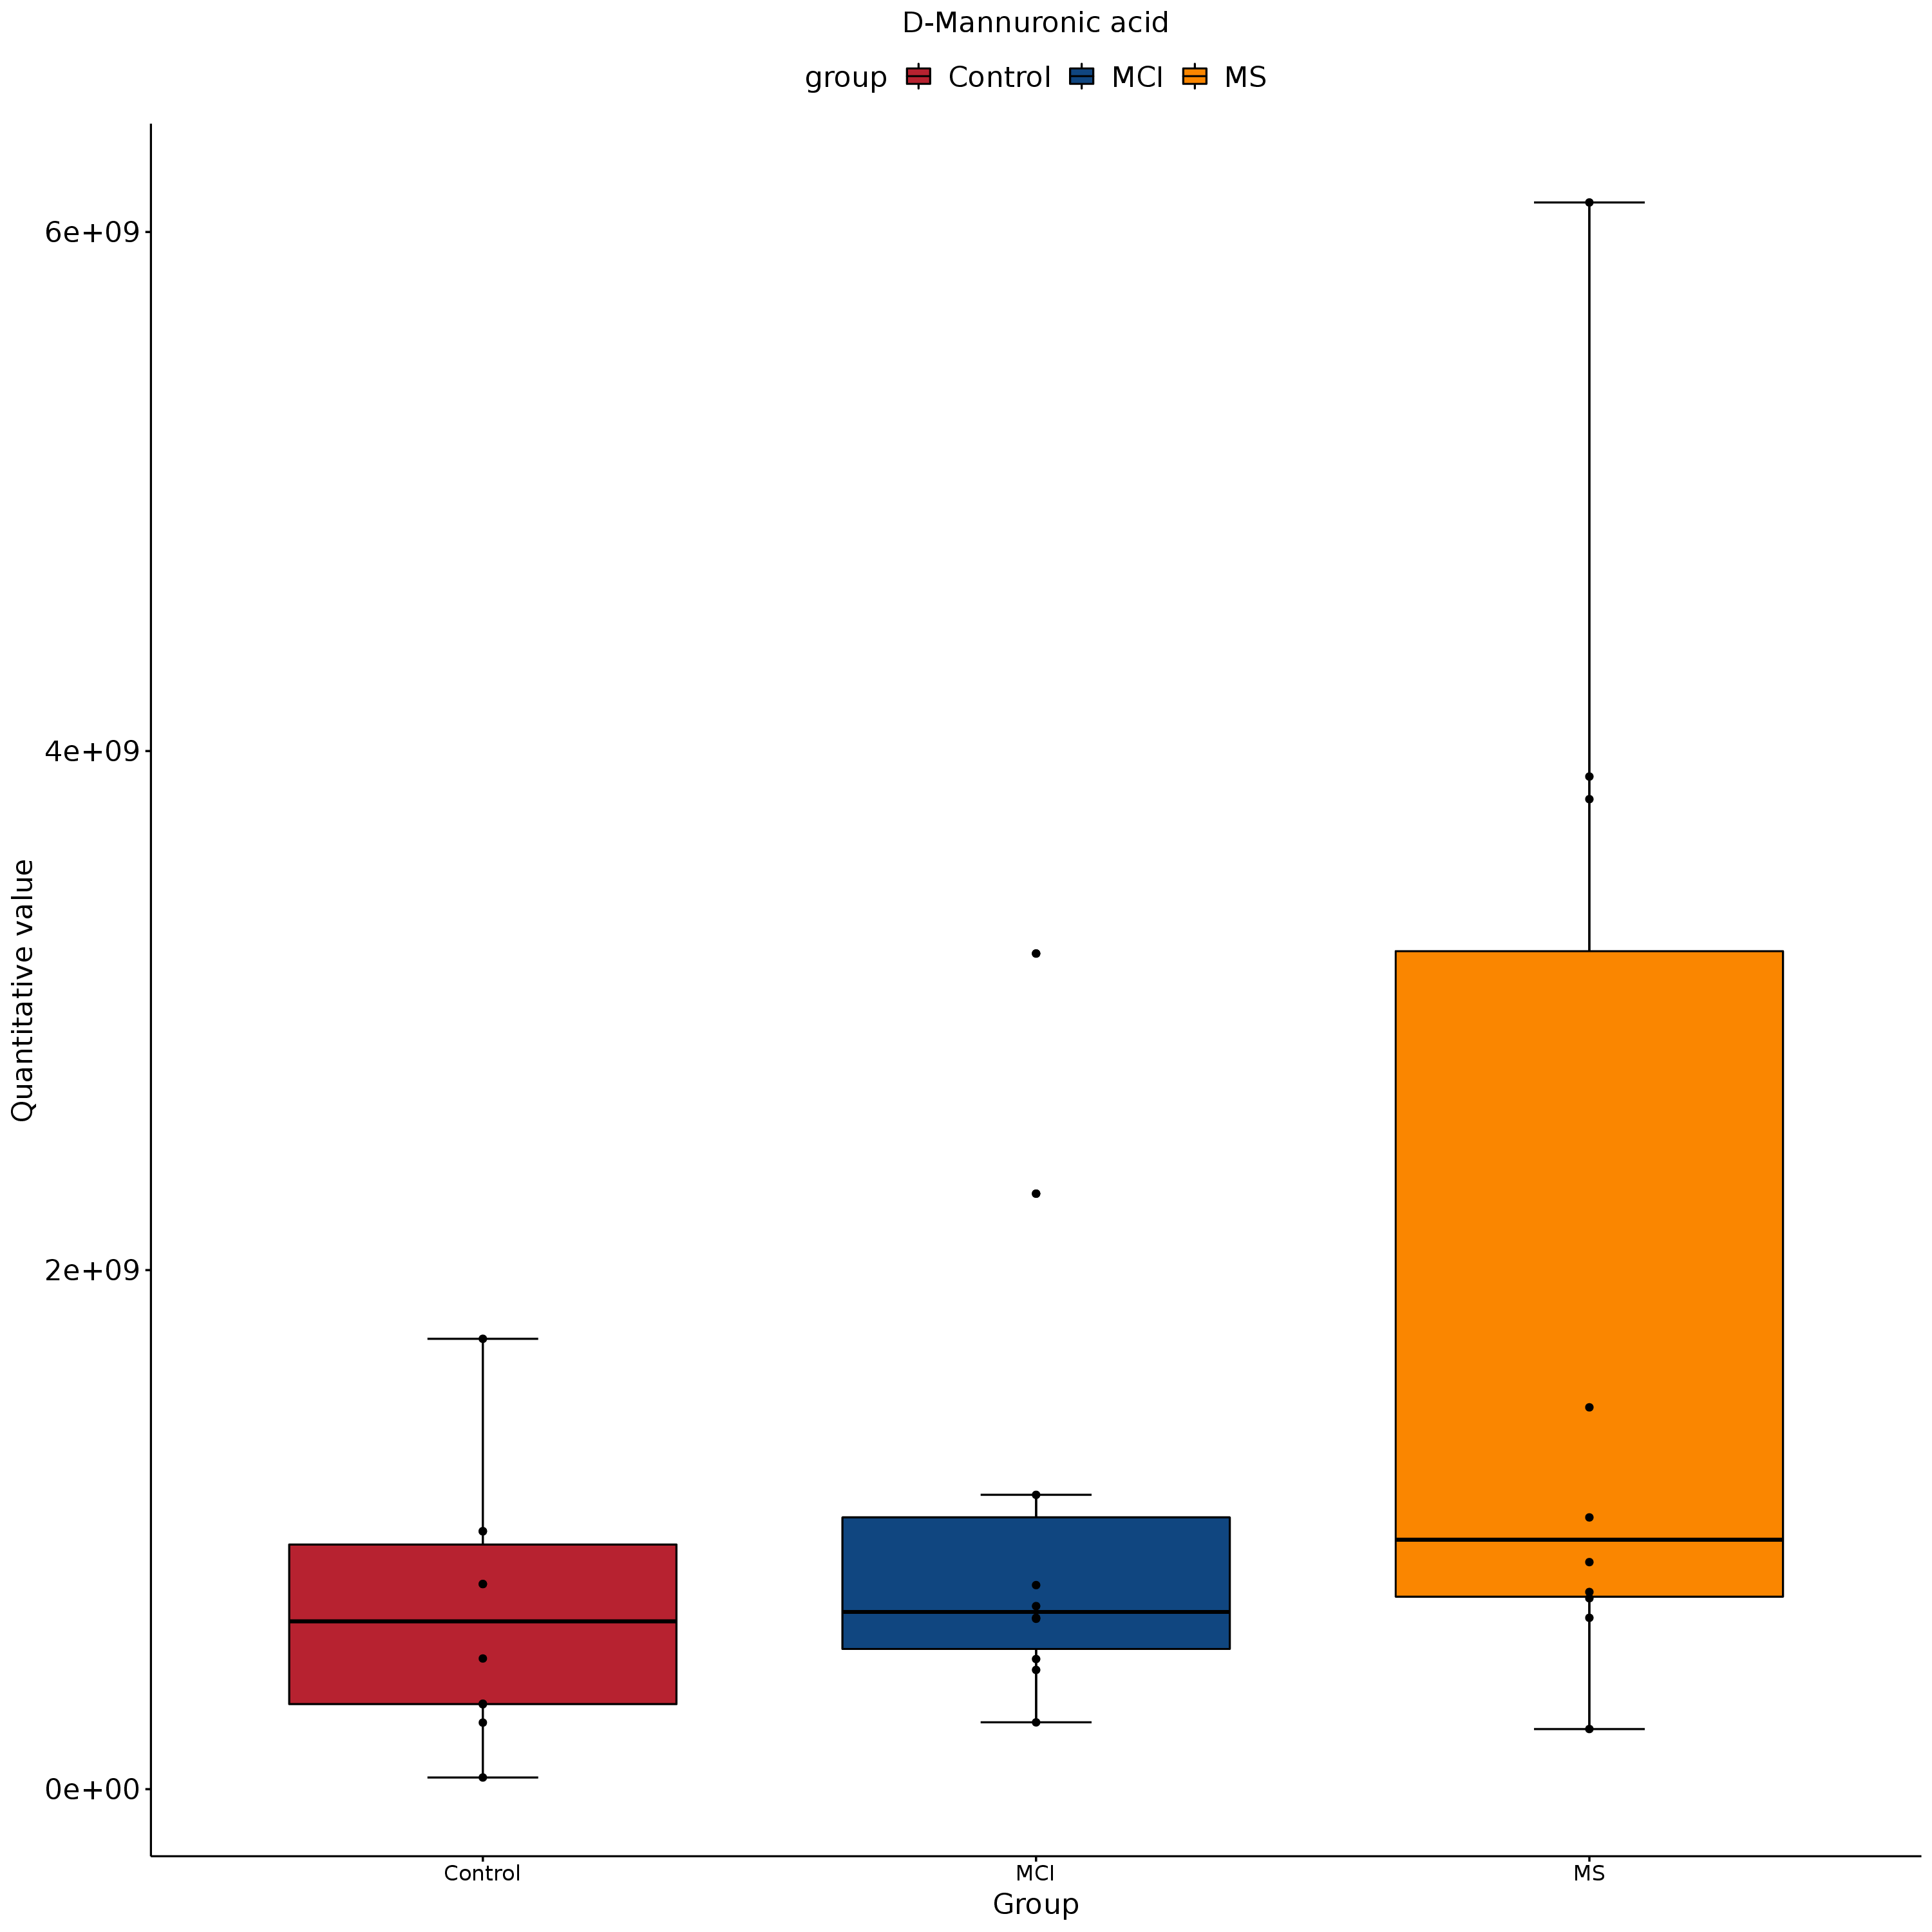 D-Mannuronic acid
group Control MCI MS
6e+09
4e+09
2e+09
0e+00
Quantitative value
Control MCI MS
Group